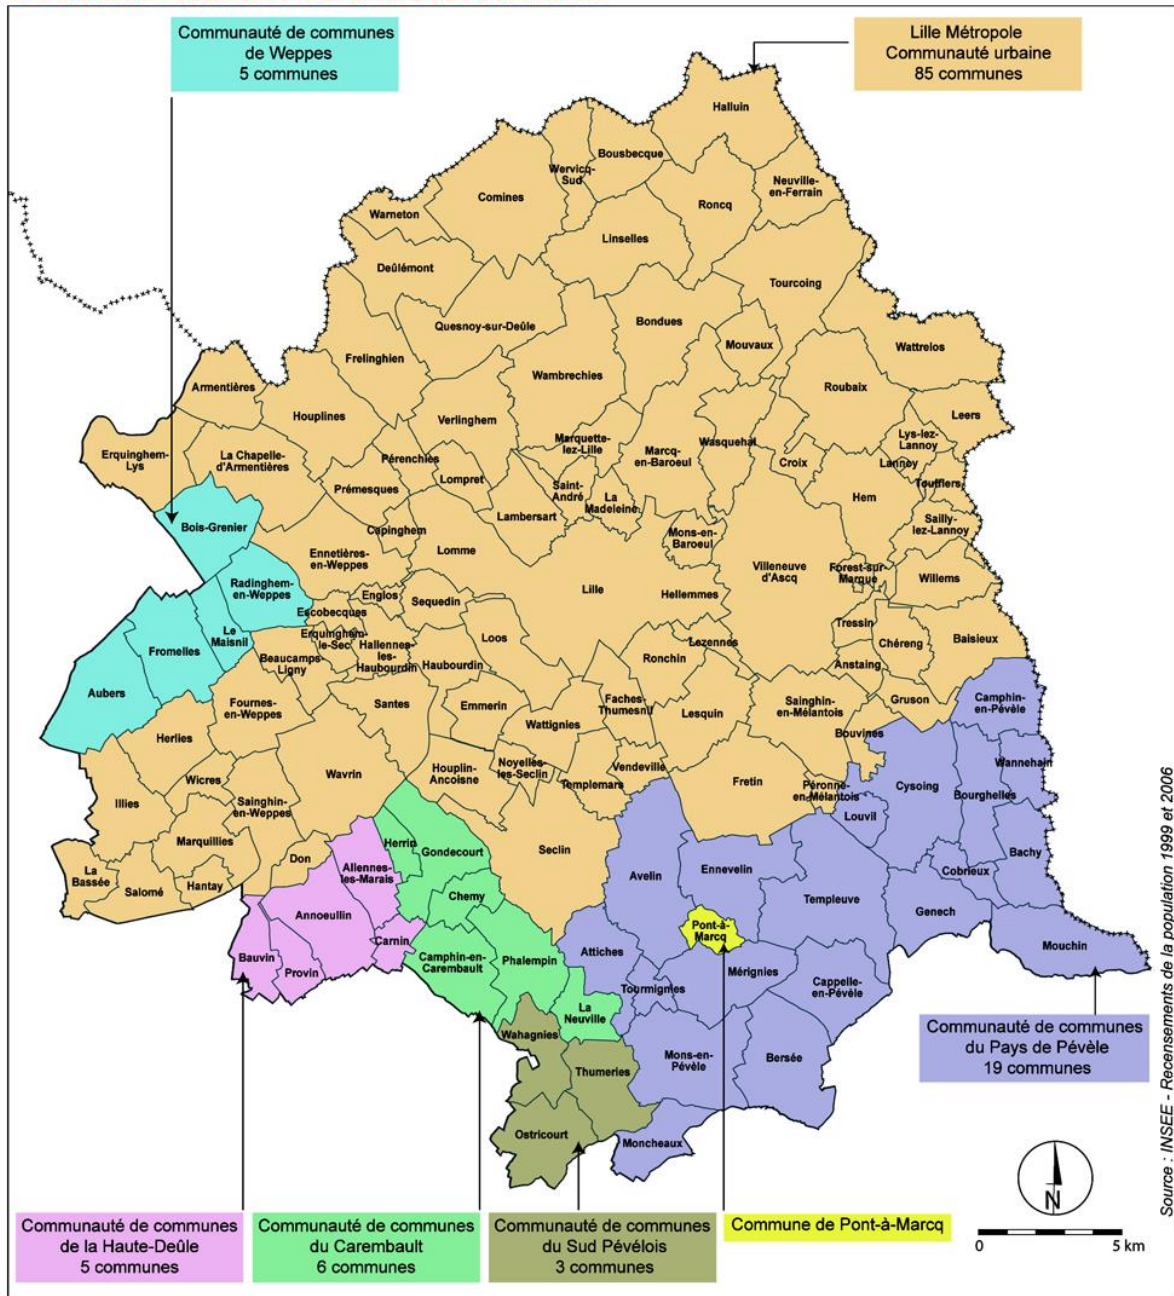 Communauté de communes
de Weppes
5 communes
Lille Métropole
Communauté urbaine
85 communes
Halluin
Bousbecque
Wervicq-
Sud
Neuville-
en-Ferrain
Comines
Roncq
Warneton
Linselles
Deûlémont
Tourcoing
Quesnoy-sur-Deûle
Bondues
Mouvaux
Wattrelos
Frelinghien
Wambrechies
Armentières
Roubaix
Houplines
Verlinghem
Leers
Marquette-
lez-Lille
Wasquehal
Lys-lez-
Lannoy
Erquinghem-
Lys
La Chapelle-
d'Armentières
Pérenchies
Marcq-
en-Baroeul
Croix
Lannoy
Toufflers
Prémesques
Lompret
Saint-
André
La
Madeleine
Hem
Lambersart
Sailly-
lez-Lannoy
Bois-Grenier
Capinghem
Mons-en-
Baroeul
Ennetières-
en-Weppes
Lomme
Villeneuve
d'Ascq
Forest-sur-
Marque
Willems
Radinghem-
en-Weppes
Lille
Hellemmes
Englos
Sequedin
Escobecques
Tressin
Le
Maisnil
Erquinghem-
le-Sec
Loos
Lezennes
Chéreng
Baisieux
Fromelles
Hallennes-
les-
Haubourdin
Beaucamps-
Ligny
Haubourdin
Ronchin
Anstaing
Aubers
Fournes-
en-Weppes
Santes
Emmerin
Faches-
Thumesnil
Lesquin
Sainghin-
en-Mélantois
Gruson
Camphin-
en-Pévèle
Wattignies
Bouvines
Herlies
Houplin-
Ancoisne
Noyelles-
les-Seclin
Vendeville
Wannehain
Wicres
Wavrin
Templemars
Fretin
Péronne-
en-Mélantois
Cysoing
Bourghelles
Illies
Sainghin-
en-Weppes
Louvil
Marquillies
Herrin
Gondecourt
Seclin
Bachy
La
Bassée
Don
Allennes-
les-Marais
Avelin
Ennevelin
Cobrieux
Salomé
Hantay
Chemy
Templeuve
Genech
Annoeullin
Pont-à-
Marcq
Carnin
Attiches
Mouchin
Bauvin
Provin
Camphin-en-
Carembault
Phalempin
Mérignies
Tourmignes
Cappelle-
en-Pévèle
La
Neuville
Wahagnies
Mons-en-
Pévèle
Bersée
Thumeries
Ostricourt
Moncheaux
Communauté de communes
du Pays de Pévèle
19 communes
Source : INSEE - Recensements de la population 1999 et 2006
N
0 5 km
Communauté de communes
de la Haute-Deûle
5 communes
Communauté de communes
du Carembault
6 communes
Communauté de communes
du Sud Pévélois
3 communes
Commune de Pont-à-Marcq